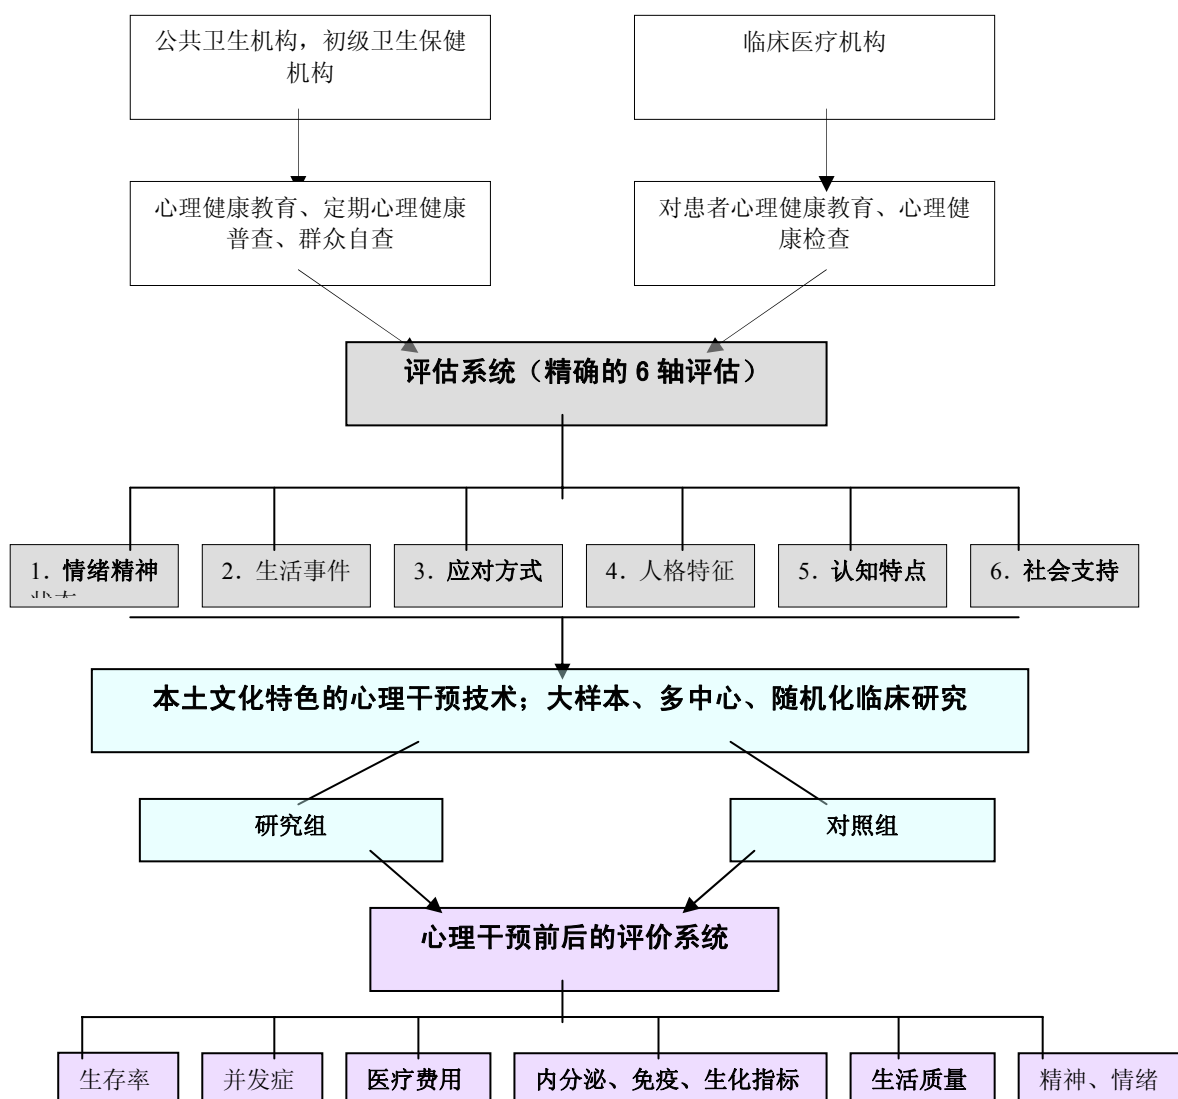 公共卫生机构，初级卫生保健
机构
临床医疗机构
心理健康教育、定期心理健康
普查、群众自查
对患者心理健康教育、心理健
康检查
评估系统（精确的 6 轴评估）
1. 情绪精神
2. 生活事件
3. 应对方式
4. 人格特征
5. 认知特点
6. 社会支持
本土文化特色的心理干预技术；大样本、多中心、随机化临床研究
研究组
对照组
心理干预前后的评价系统
生存率
并发症
医疗费用
内分泌、免疫、生化指标
生活质量
精神、情绪